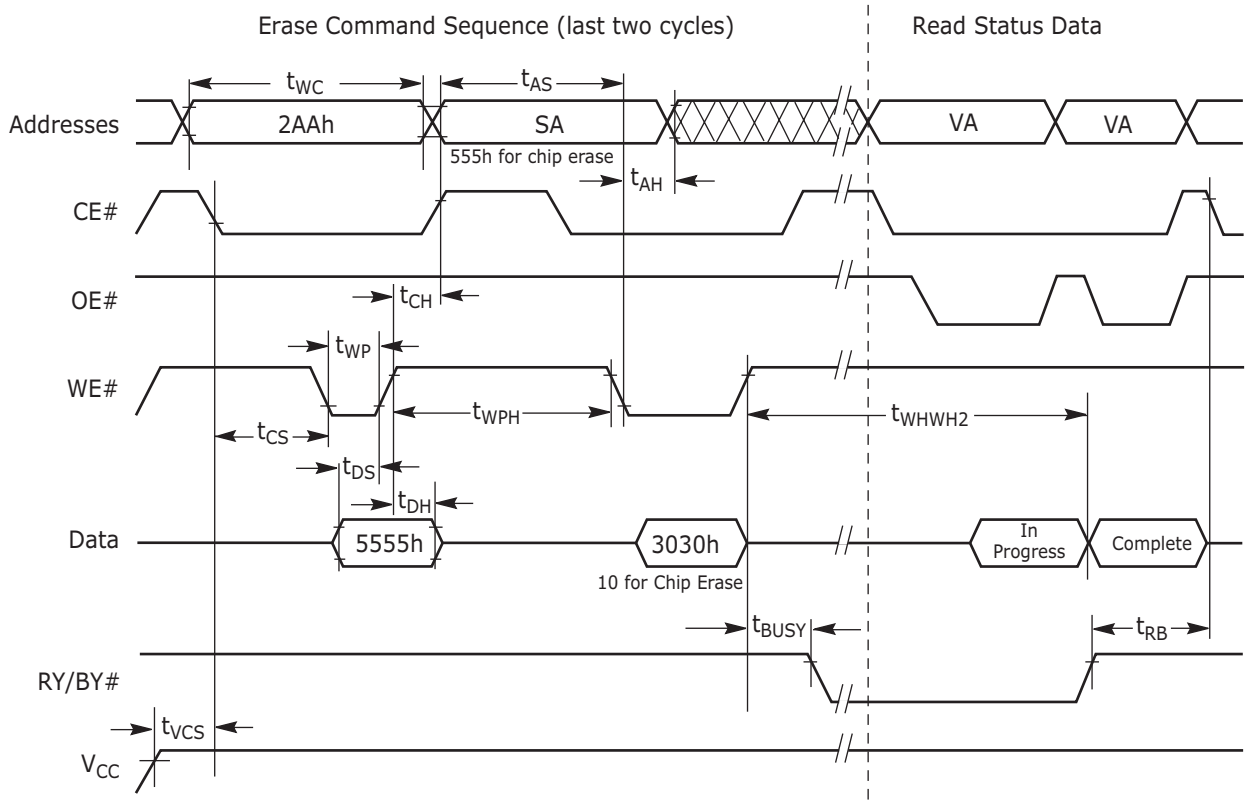 Erase Command Sequence (last two cycles)
Read Status Data
tWC
tAS
Addresses
2AAh
SA
VA
VA
555h for chip erase
tAH
CE#
OE#
tCH
tWP
WE#
tWPH
tWHWH2
tCS
tDS
tDH
Data
5555h
3030h
In
Progress
Complete
10 for Chip Erase
tBUSY
tRB
RY/BY#
tVCS
VCC